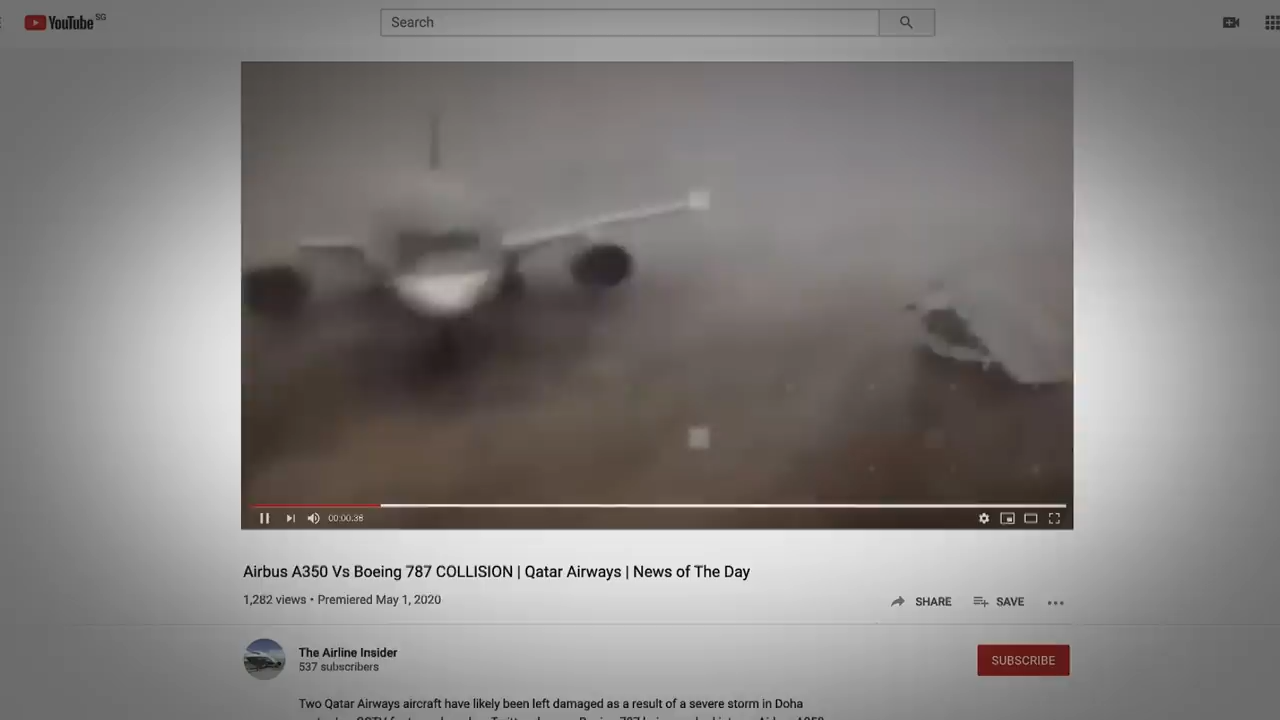 YouTube SG
Search
00:00:36
Airbus A350 Vs Boeing 787 COLLISION | Qatar Airways | News of The Day
1,282 views • Premiered May 1, 2020
SHARE
SAVE
The Airline Insider
537 subscribers
SUBSCRIBE
Two Qatar Airways aircraft have likely been left damaged as a result of a severe storm in Doha